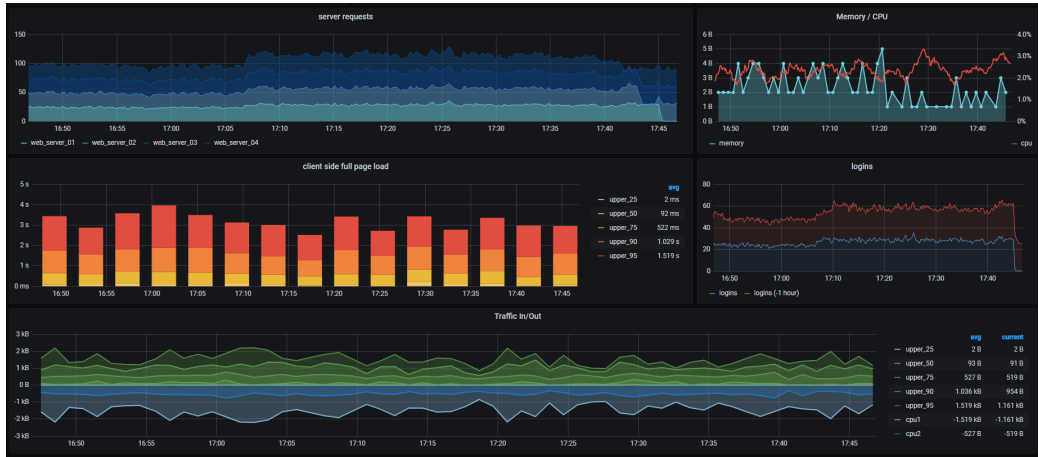 server requests
150
100
50
0
16:50 16:55 17:00 17:05 17:10 17:15 17:20 17:25 17:30 17:35 17:40 17:45
web_server_01 web_server_02 web_server_03 web_server_04
Memory / CPU
6 B 4.0%
5 B
4 B 3.0%
3 B
2 B 2.0%
1 B 1.0%
0 B 0%
16:50 17:00 17:10 17:20 17:30 17:40
memory cpu
client side full page load
5 s
4 s
3 s
2 s
1 s
0 ms
16:50 16:55 17:00 17:05 17:10 17:15 17:20 17:25 17:30 17:35 17:40 17:45
avg
upper_25 2 ms
upper_50 92 ms
upper_75 522 ms
upper_90 1.029 s
upper_95 1.519 s
logins
80
60
40
20
0
16:50 17:00 17:10 17:20 17:30 17:40
logins logins (-1 hour)
Traffic In/Out
3 kB
2 kB
1 kB
0 B
-1 kB
-2 kB
-3 kB
16:50 16:55 17:00 17:05 17:10 17:15 17:20 17:25 17:30 17:35 17:40 17:45
avg current
upper_25 2 B 2 B
upper_50 93 B 91 B
upper_75 527 B 519 B
upper_90 1.036 kB 954 B
upper_95 1.519 kB 1.161 kB
cpu1 -1.519 kB -1.161 kB
cpu2 -527 B -519 B